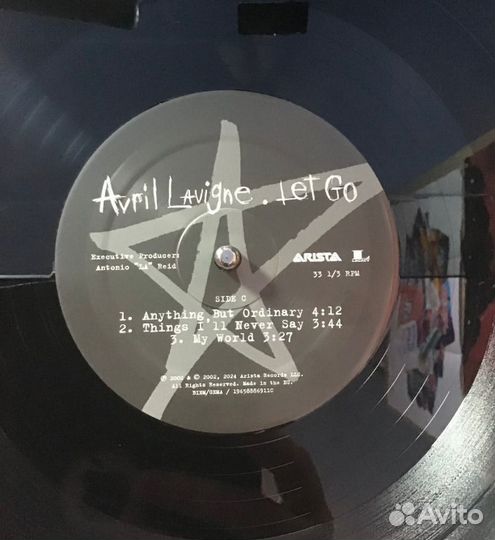 Avril Lavigne . Let Go
Executive Producer:
Antonio "LA" Reid
ARISTA
33 1/3 RPM
SIDE C
1. Anything But Ordinary 4:12
2. Things I'll Never Say 3:44
3. My World 3:27
℗ 2002 & © 2002, 2024 Arista Records LLC.
All Rights Reserved. Made in the EU.
BIEM/GEMA / 19658886911C
Avito